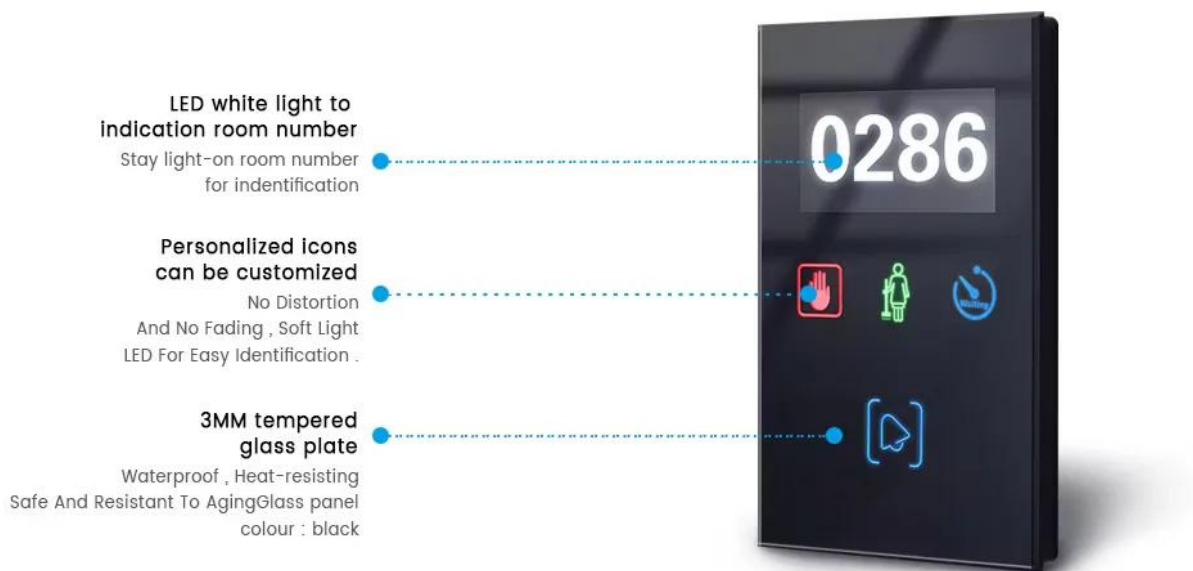 LED white light to
indication room number
Stay light-on room number
for indentification
Personalized icons
can be customized
No Distortion
And No Fading , Soft Light
LED For Easy Identification .
3MM tempered
glass plate
Waterproof , Heat-resisting
Safe And Resistant To AgingGlass panel
colour : black
0286
Waiting